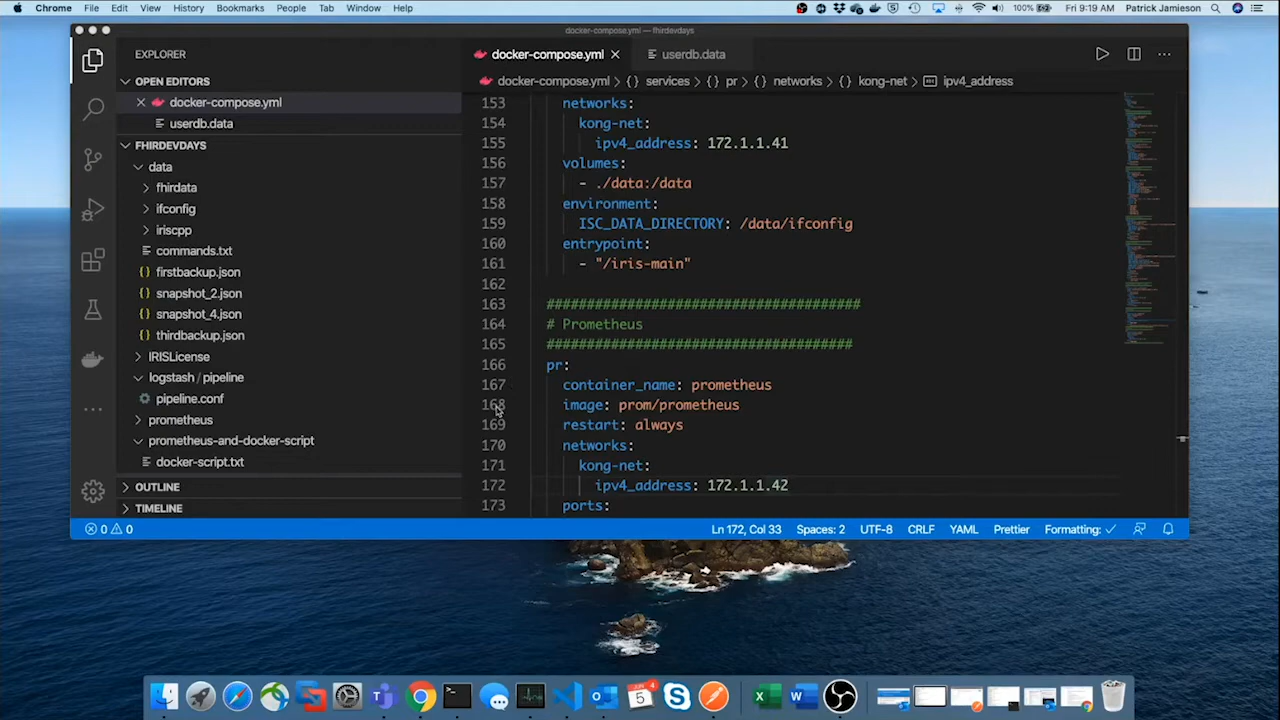 Chrome File Edit View History Bookmarks People Tab Window Help 100% Fri 9:19 AM Patrick Jamieson
docker-compose.yml — fhirdevdays
EXPLORER
OPEN EDITORS
docker-compose.yml
userdb.data
FHIRDEVDAYS
data
fhirdata
ifconfig
iriscpp
commands.txt
{} firstbackup.json
{} snapshot_2.json
{} snapshot_4.json
{} thirdbackup.json
IRISLicense
logstash / pipeline
pipeline.conf
prometheus
prometheus-and-docker-script
docker-script.txt
OUTLINE
TIMELINE
docker-compose.yml userdb.data
docker-compose.yml > {} services > {} pr > {} networks > {} kong-net > ipv4_address
153 networks:
154 kong-net:
155 ipv4_address: 172.1.1.41
156 volumes:
157 - ./data:/data
158 environment:
159 ISC_DATA_DIRECTORY: /data/ifconfig
160 entrypoint:
161 - "/iris-main"
162
163 #######################################
164 # Prometheus
165 ######################################
166 pr:
167 container_name: prometheus
168 image: prom/prometheus
169 restart: always
170 networks:
171 kong-net:
172 ipv4_address: 172.1.1.42
173 ports:
0 0 Ln 172, Col 33 Spaces: 2 UTF-8 CRLF YAML Prettier Formatting: ✓
JUN 5 4